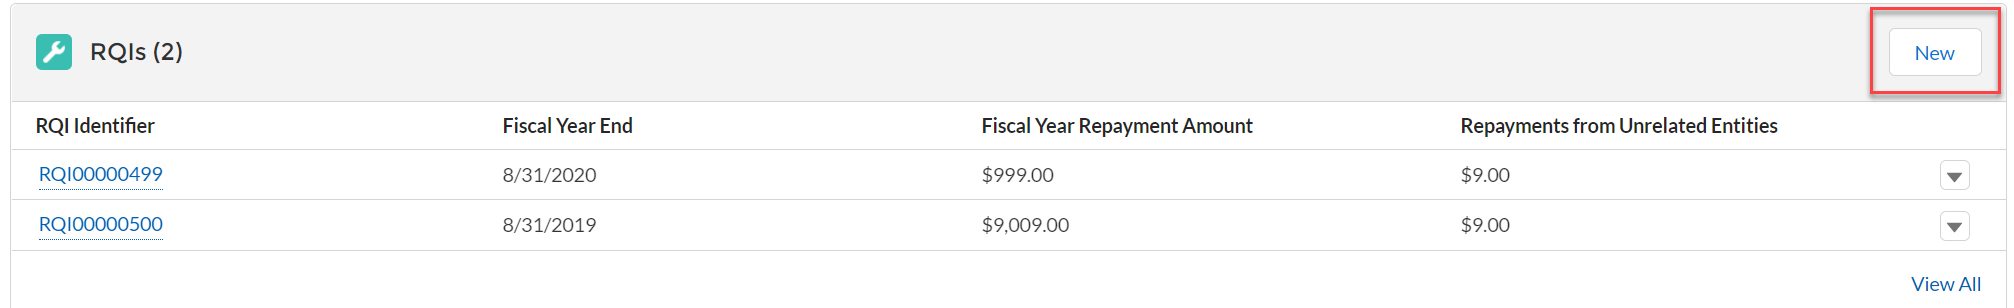 RQIs (2)
New
RQI Identifier Fiscal Year End Fiscal Year Repayment Amount Repayments from Unrelated Entities
RQI00000499 8/31/2020 $999.00 $9.00
RQI00000500 8/31/2019 $9,009.00 $9.00
View All